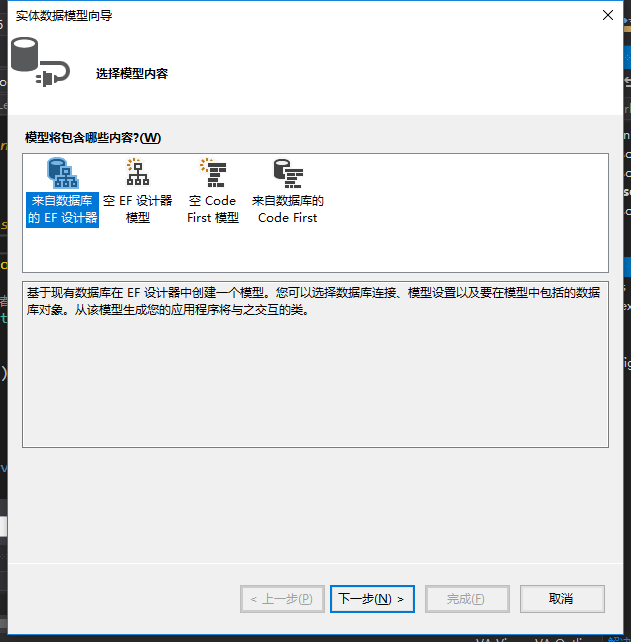 实体数据模型向导
选择模型内容
模型将包含哪些内容?(W)
来自数据库
的 EF 设计器
空 EF 设计器
模型
空 Code
First 模型
来自数据库的
Code First
基于现有数据库在 EF 设计器中创建一个模型。您可以选择数据库连接、模型设置以及要在模型中包括的数据
库对象。从该模型生成您的应用程序将与之交互的类。
< 上一步(P)
下一步(N) >
完成(F)
取消